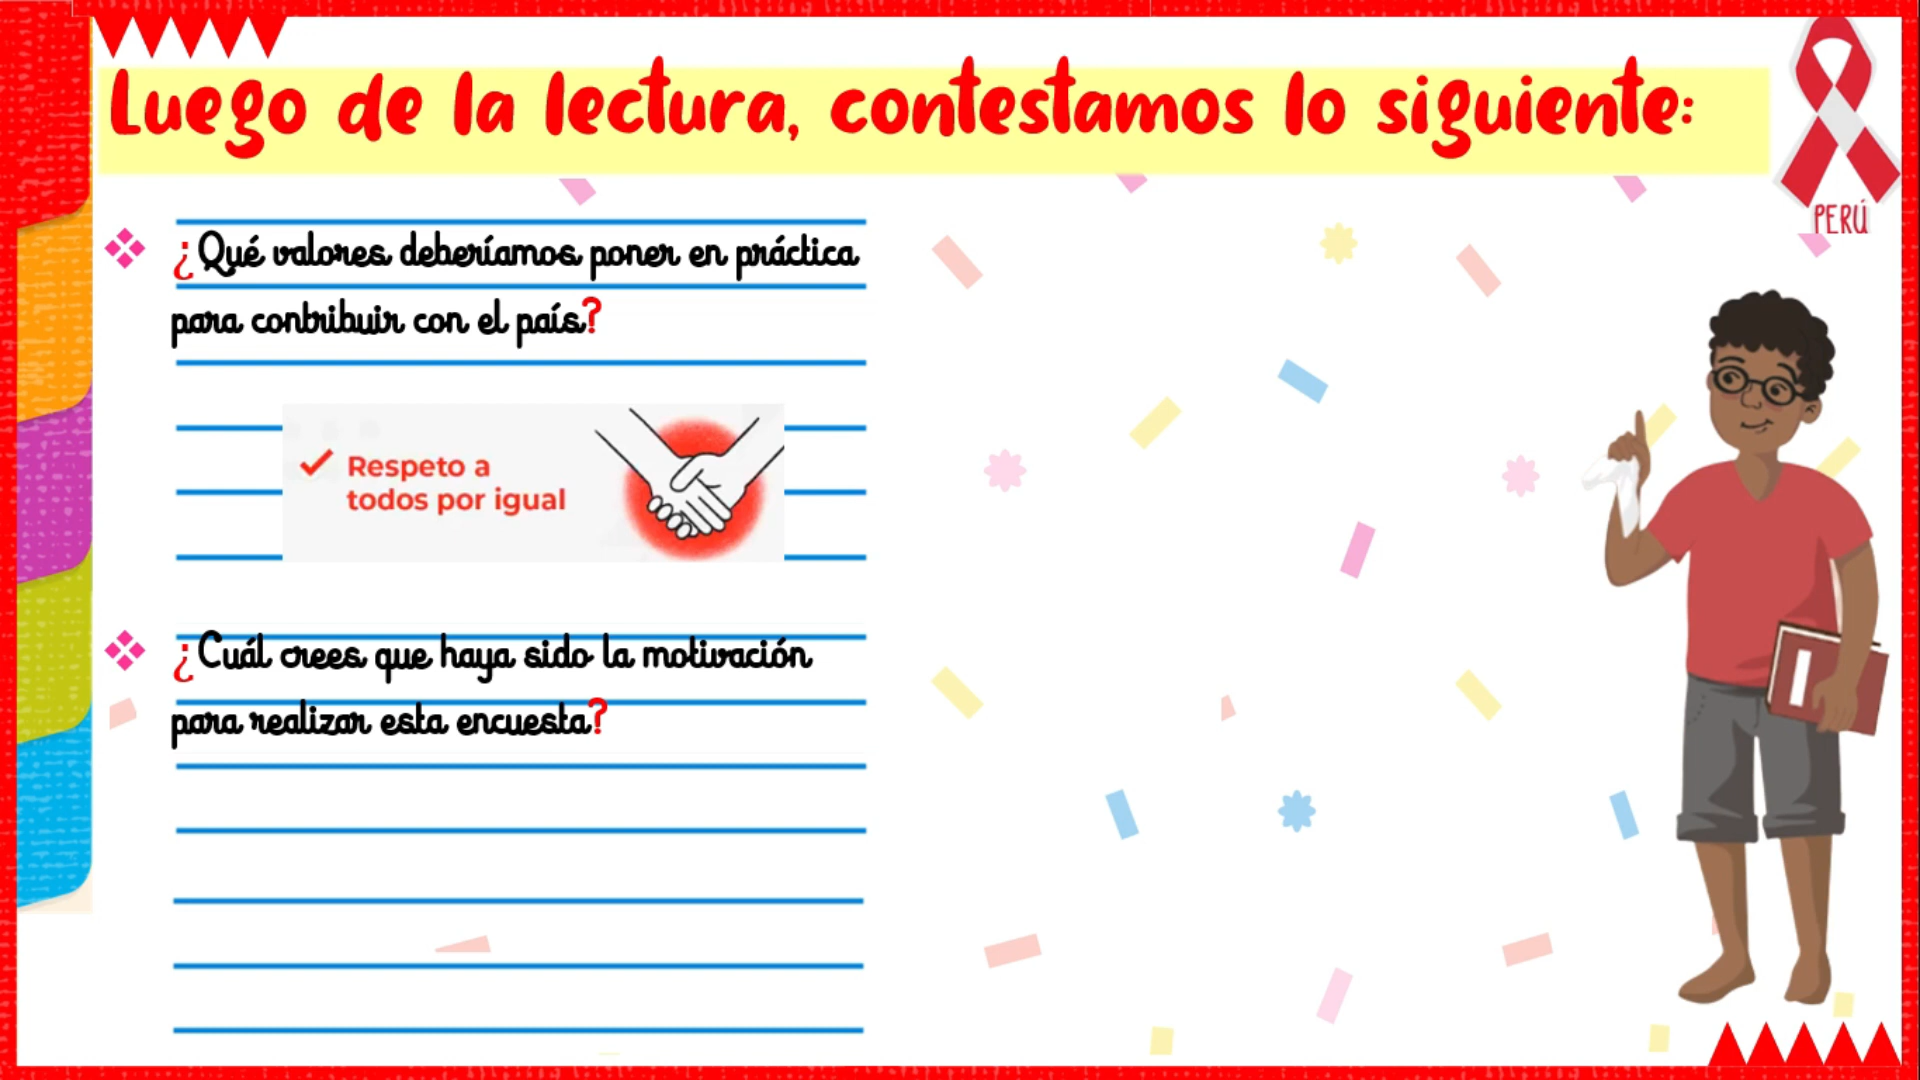 Luego de la lectura, contestamos lo siguiente:
PERÚ
¿Qué valores deberíamos poner en práctica
para contribuir con el país?
Respeto a
todos por igual
¿Cuál crees que haya sido la motivación
para realizar esta encuesta?